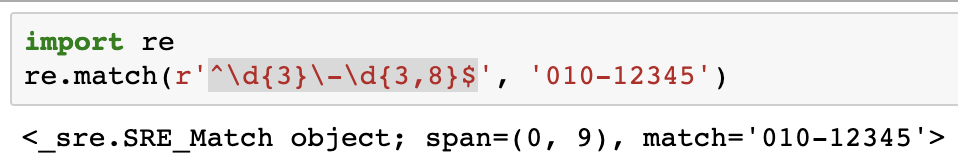 import re
re.match(r'^\d{3}\-\d{3,8}$', '010-12345')
<_sre.SRE_Match object; span=(0, 9), match='010-12345'>